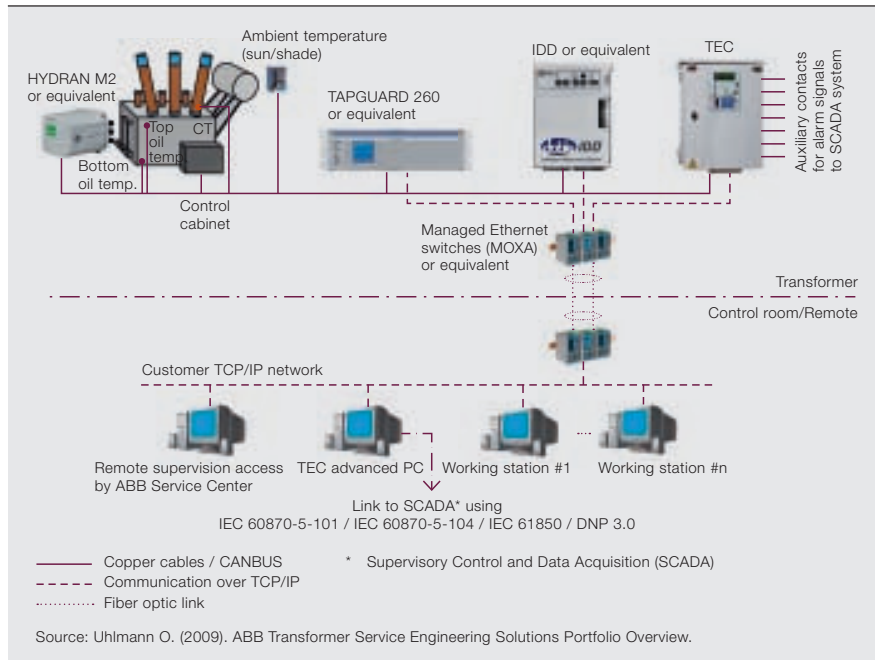 Ambient temperature
(sun/shade)
HYDRAN M2
or equivalent
Top
oil
temp.
CT
Bottom
oil temp.
Control
cabinet
TAPGUARD 260
or equivalent
IDD or equivalent
IDD
TEC
Auxiliary contacts
for alarm signals
to SCADA system
Managed Ethernet
switches (MOXA)
or equivalent
Transformer
Control room/Remote
Customer TCP/IP network
Remote supervision access
by ABB Service Center
TEC advanced PC
Working station #1
Working station #n
Link to SCADA* using
IEC 60870-5-101 / IEC 60870-5-104 / IEC 61850 / DNP 3.0
Copper cables / CANBUS
* Supervisory Control and Data Acquisition (SCADA)
Communication over TCP/IP
Fiber optic link
Source: Uhlmann O. (2009). ABB Transformer Service Engineering Solutions Portfolio Overview.